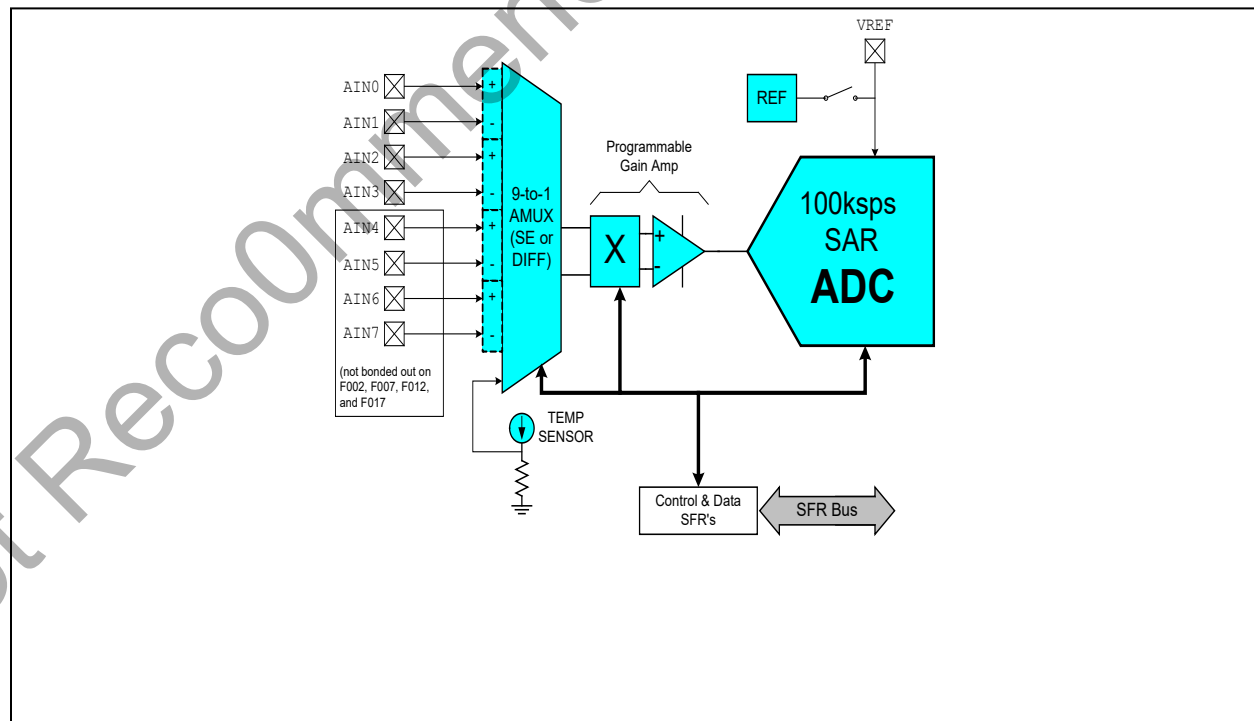 VREF
AIN0
AIN1
AIN2
AIN3
AIN4
AIN5
AIN6
AIN7
+
-
+
-
+
-
+
-
(not bonded out on
F002, F007, F012,
and F017
9-to-1
AMUX
(SE or
DIFF)
Programmable
Gain Amp
X
+
-
REF
100ksps
SAR
ADC
TEMP
SENSOR
Control & Data
SFR's
SFR Bus
Reco0mmen